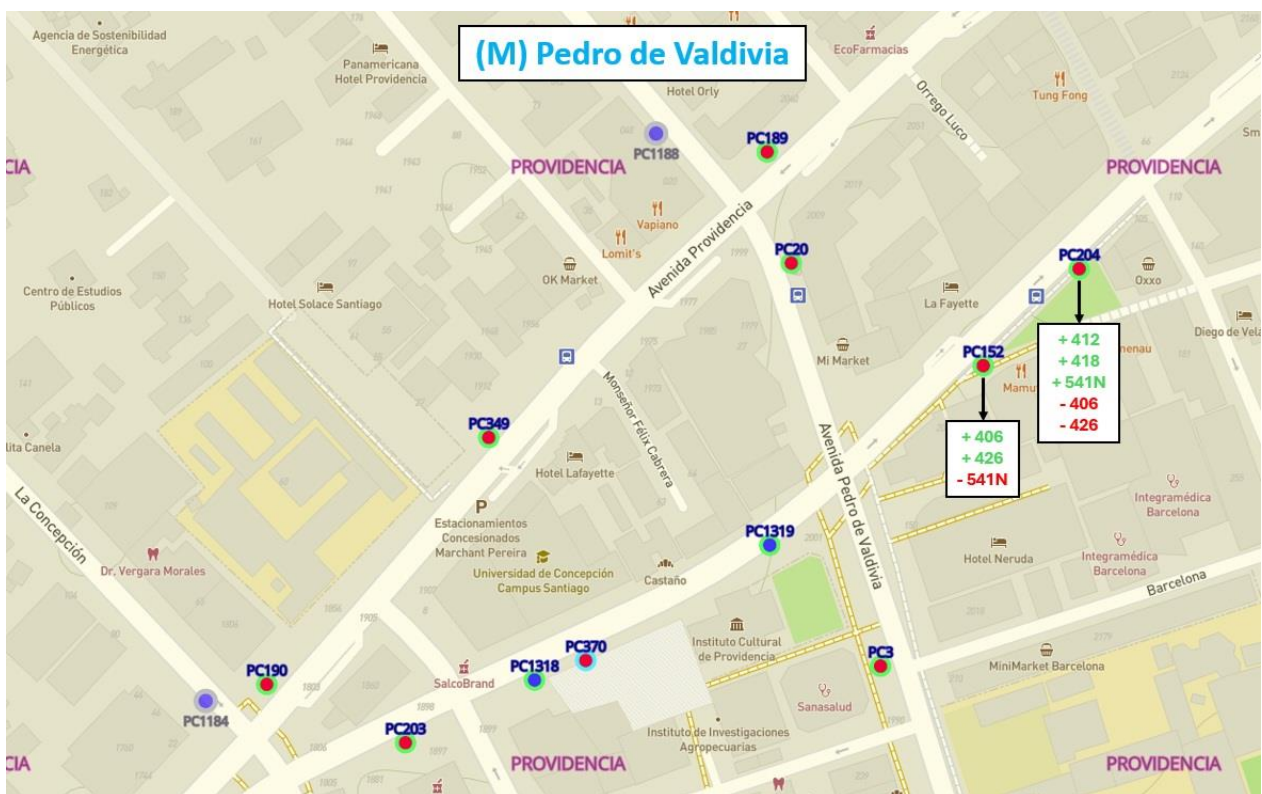 (M) Pedro de Valdivia
Agencia de Sostenibilidad
Energética
Panamericana
Hotel Providencia
Hotel Orly
EcoFarmacias
Tung Fong
Orrego Luco
PC1188
PC189
PROVIDENCIA
PROVIDENCIA
CIA
Vapiano
Lomit's
Avenida Providencia
OK Market
PC20
PC204
Oxxo
La Fayette
Centro de Estudios
Públicos
Hotel Solace Santiago
Mi Market
PC152
Diego de Vela
+ 412
+ 418
+ 541N
- 406
- 426
+ 406
+ 426
- 541N
Monseñor Félix Cabrera
PC349
Avenida Pedro de Valdivia
Hotel Lafayette
P
Estacionamientos
Concesionados
Marchant Pereira
Universidad de Concepción
Campus Santiago
Castaño
PC1319
Integramédica
Barcelona
Integramédica
Barcelona
Hotel Neruda
Barcelona
La Concepción
Dr. Vergara Morales
Instituto Cultural
de Providencia
PC3
MiniMarket Barcelona
PC370
PC1318
SalcoBrand
PC190
PC1184
PC203
Sanasalud
Instituto de Investigaciones
Agropecuarias
CIA
PROVIDENCIA
PROVIDENCIA